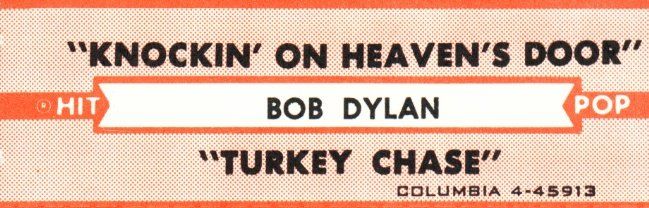 "KNOCKIN' ON HEAVEN'S DOOR"
® HIT BOB DYLAN POP
"TURKEY CHASE"
COLUMBIA 4-45913